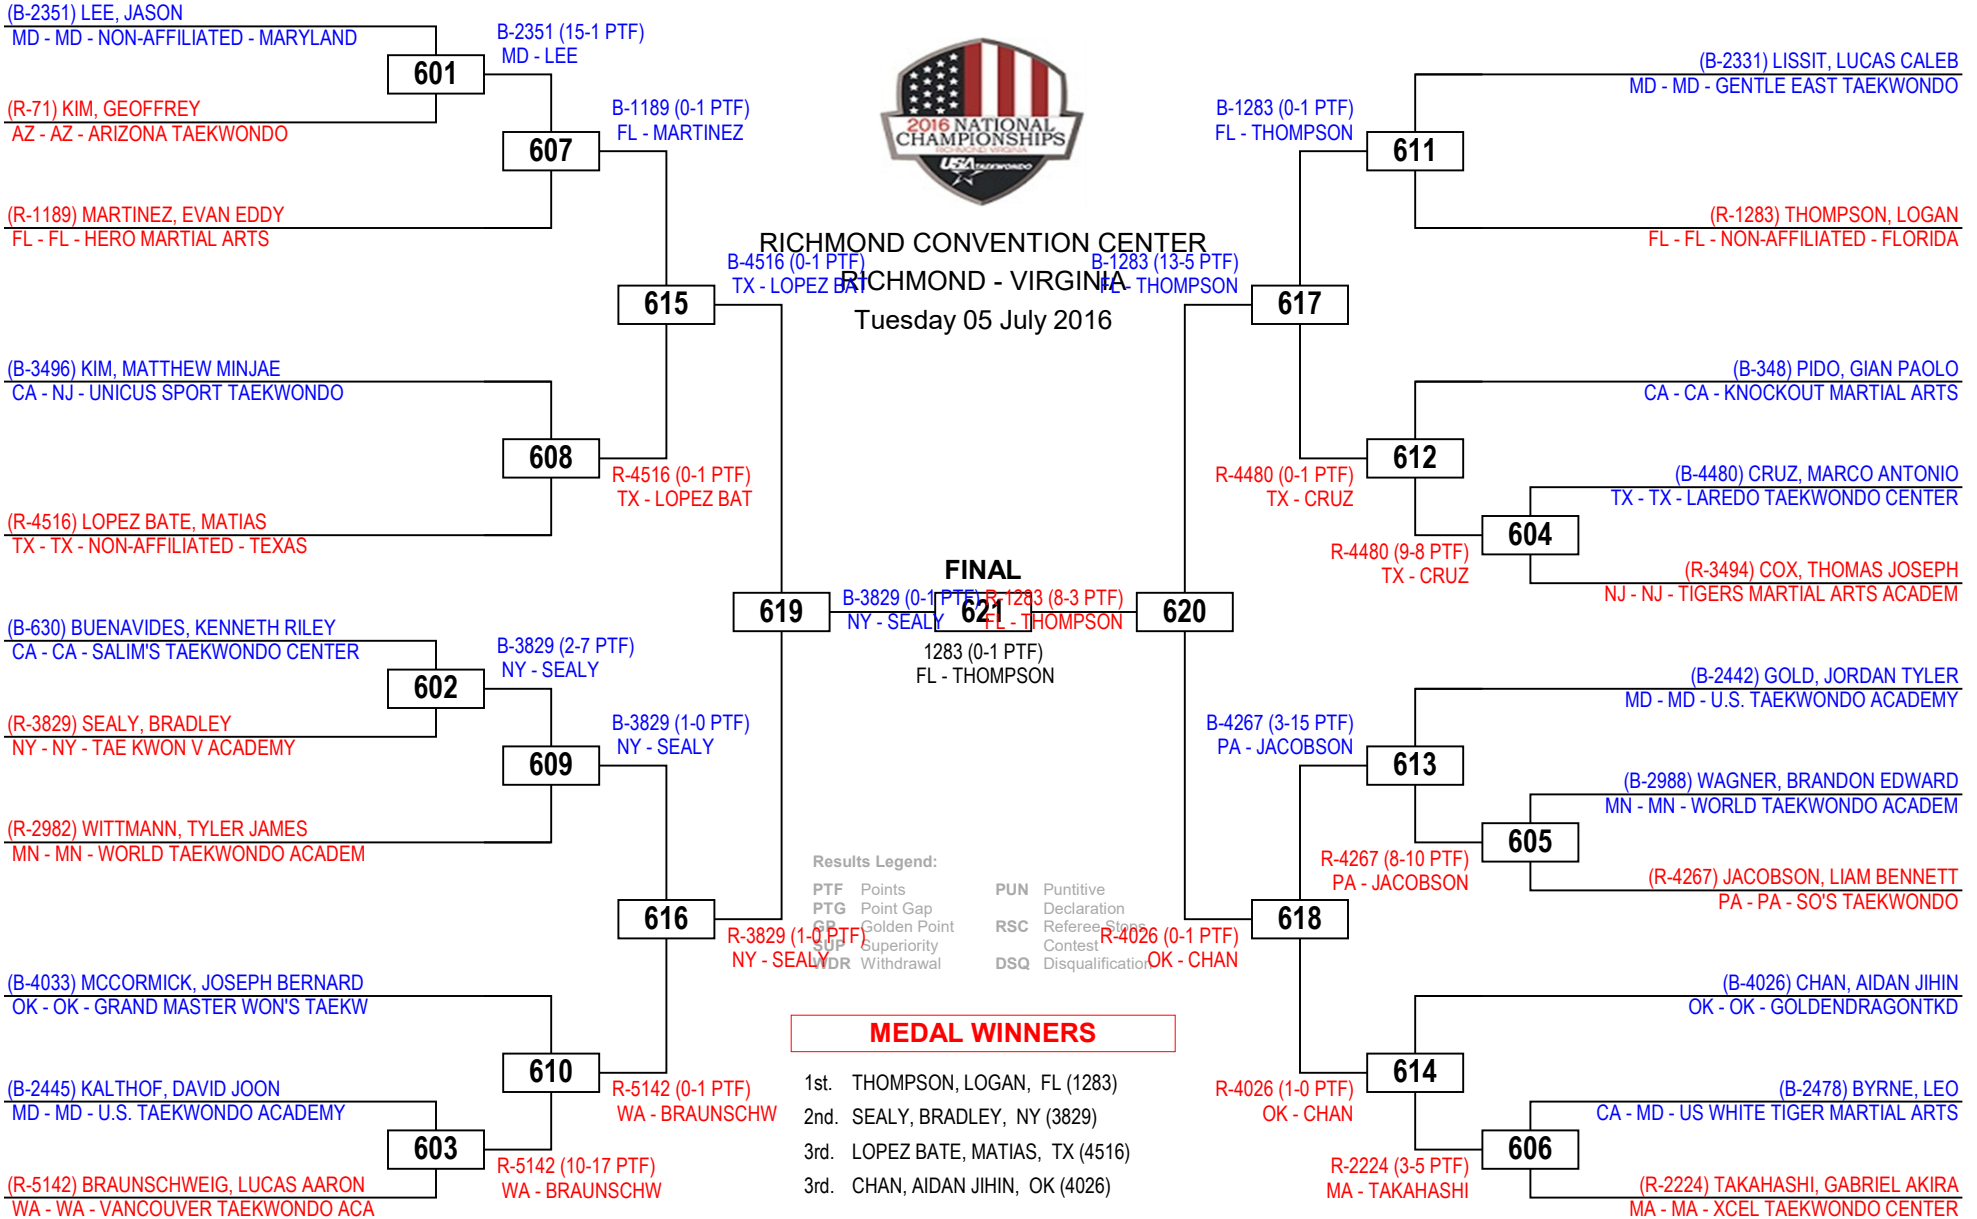 (B-2351) LEE, JASON
MD - MD - NON-AFFILIATED - MARYLAND
601
B-2351 (15-1 PTF)
MD - LEE
(R-71) KIM, GEOFFREY
AZ - AZ - ARIZONA TAEKWONDO
607
B-1189 (0-1 PTF)
FL - MARTINEZ
(R-1189) MARTINEZ, EVAN EDDY
FL - FL - HERO MARTIAL ARTS
615
B-4516 (0-1 PTF)
TX - LOPEZ BAT
(B-3496) KIM, MATTHEW MINJAE
CA - NJ - UNICUS SPORT TAEKWONDO
608
R-4516 (0-1 PTF)
TX - LOPEZ BAT
(R-4516) LOPEZ BATE, MATIAS
TX - TX - NON-AFFILIATED - TEXAS
619
B-3829 (0-1 PTF)
NY - SEALY
(B-630) BUENAVIDES, KENNETH RILEY
CA - CA - SALIM'S TAEKWONDO CENTER
602
B-3829 (2-7 PTF)
NY - SEALY
(R-3829) SEALY, BRADLEY
NY - NY - TAE KWON V ACADEMY
609
B-3829 (1-0 PTF)
NY - SEALY
(R-2982) WITTMANN, TYLER JAMES
MN - MN - WORLD TAEKWONDO ACADEM
616
R-3829 (1-0 PTF)
NY - SEALY
(B-4033) MCCORMICK, JOSEPH BERNARD
OK - OK - GRAND MASTER WON'S TAEKW
610
R-5142 (0-1 PTF)
WA - BRAUNSCHW
(B-2445) KALTHOF, DAVID JOON
MD - MD - U.S. TAEKWONDO ACADEMY
603
R-5142 (10-17 PTF)
WA - BRAUNSCHW
(R-5142) BRAUNSCHWEIG, LUCAS AARON
WA - WA - VANCOUVER TAEKWONDO ACA
2016 NATIONAL
CHAMPIONSHIPS
RICHMOND, VIRGINIA
USA TAEKWONDO
RICHMOND CONVENTION CENTER
RICHMOND - VIRGINIA
Tuesday 05 July 2016
FINAL
621
1283 (0-1 PTF)
FL - THOMPSON
Results Legend:
PTF Points
PTG Point Gap
GP Golden Point
SUP Superiority
WDR Withdrawal
PUN Puntitive
Declaration
RSC Referee Stops
Contest
DSQ Disqualification
MEDAL WINNERS
1st. THOMPSON, LOGAN, FL (1283)
2nd. SEALY, BRADLEY, NY (3829)
3rd. LOPEZ BATE, MATIAS, TX (4516)
3rd. CHAN, AIDAN JIHIN, OK (4026)
(B-2331) LISSIT, LUCAS CALEB
MD - MD - GENTLE EAST TAEKWONDO
B-1283 (0-1 PTF)
FL - THOMPSON
611
(R-1283) THOMPSON, LOGAN
FL - FL - NON-AFFILIATED - FLORIDA
B-1283 (13-5 PTF)
FL - THOMPSON
617
(B-348) PIDO, GIAN PAOLO
CA - CA - KNOCKOUT MARTIAL ARTS
R-4480 (0-1 PTF)
TX - CRUZ
612
(B-4480) CRUZ, MARCO ANTONIO
TX - TX - LAREDO TAEKWONDO CENTER
R-4480 (9-8 PTF)
TX - CRUZ
604
(R-3494) COX, THOMAS JOSEPH
NJ - NJ - TIGERS MARTIAL ARTS ACADEM
R-1283 (8-3 PTF)
FL - THOMPSON
620
(B-2442) GOLD, JORDAN TYLER
MD - MD - U.S. TAEKWONDO ACADEMY
B-4267 (3-15 PTF)
PA - JACOBSON
613
(B-2988) WAGNER, BRANDON EDWARD
MN - MN - WORLD TAEKWONDO ACADEM
R-4267 (8-10 PTF)
PA - JACOBSON
605
(R-4267) JACOBSON, LIAM BENNETT
PA - PA - SO'S TAEKWONDO
R-4026 (0-1 PTF)
OK - CHAN
618
(B-4026) CHAN, AIDAN JIHIN
OK - OK - GOLDENDRAGONTKD
R-4026 (1-0 PTF)
OK - CHAN
614
(B-2478) BYRNE, LEO
CA - MD - US WHITE TIGER MARTIAL ARTS
R-2224 (3-5 PTF)
MA - TAKAHASHI
606
(R-2224) TAKAHASHI, GABRIEL AKIRA
MA - MA - XCEL TAEKWONDO CENTER